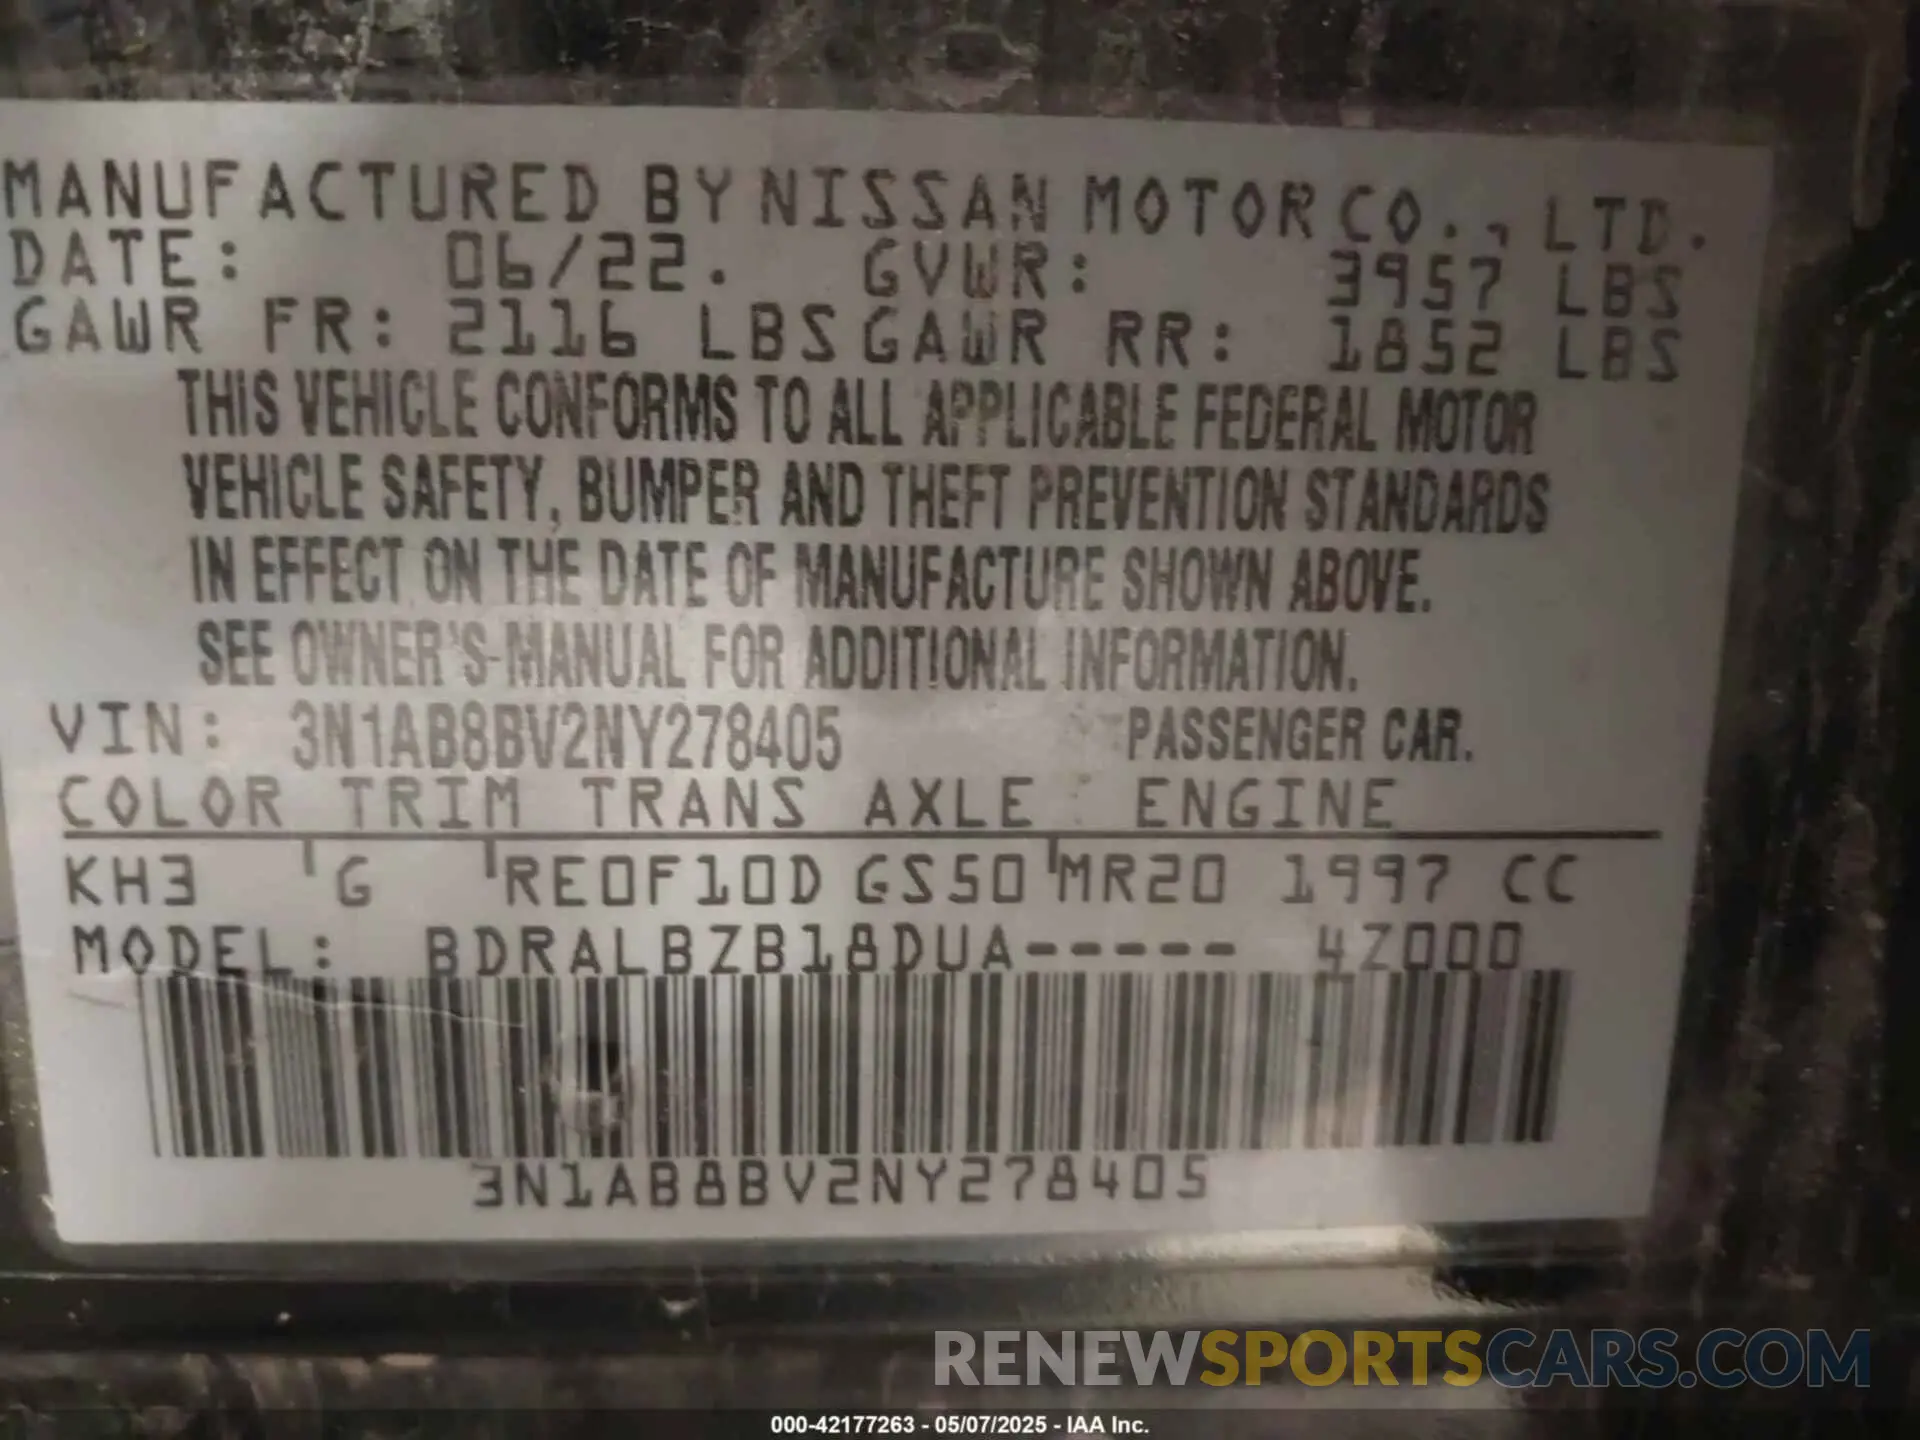 MANUFACTURED BY NISSAN MOTOR CO., LTD.
DATE: 06/22. GVWR: 3957 LBS
GAWR FR: 2116 LBS GAWR RR: 1852 LBS
THIS VEHICLE CONFORMS TO ALL APPLICABLE FEDERAL MOTOR
VEHICLE SAFETY, BUMPER AND THEFT PREVENTION STANDARDS
IN EFFECT ON THE DATE OF MANUFACTURE SHOWN ABOVE.
SEE OWNER'S MANUAL FOR ADDITIONAL INFORMATION.
VIN: 3N1AB8BV2NY278405 PASSENGER CAR.
COLOR TRIM TRANS AXLE ENGINE
KH3 G RE0F10D GS50 MR20 1997 CC
MODEL: BDRALBZB18DUA----- 4Z000
3N1AB8BV2NY278405
RENEWSPORTSCARS.COM
000-42177263 - 05/07/2025 - IAA Inc.